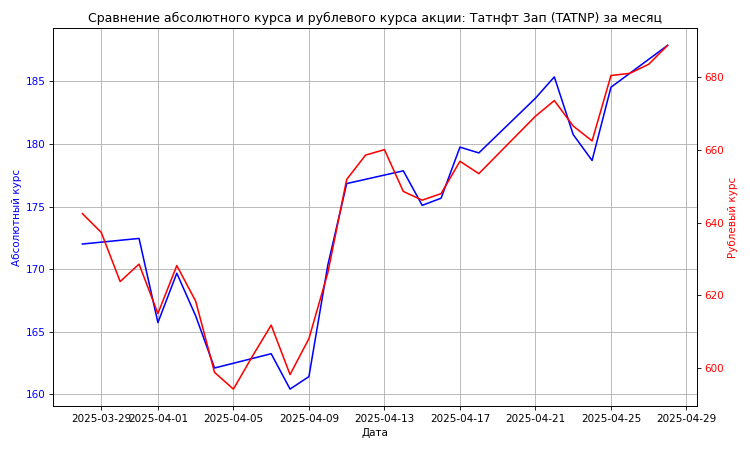 Сравнение абсолютного курса и рублевого курса акции: Татнфт 3ап (TATNP) за месяц
Абсолютный курс
185
180
175
170
165
160
680
660
640
620
600
Рублевый курс
2025-03-29 2025-04-01 2025-04-05 2025-04-09 2025-04-13 2025-04-17 2025-04-21 2025-04-25 2025-04-29
Дата